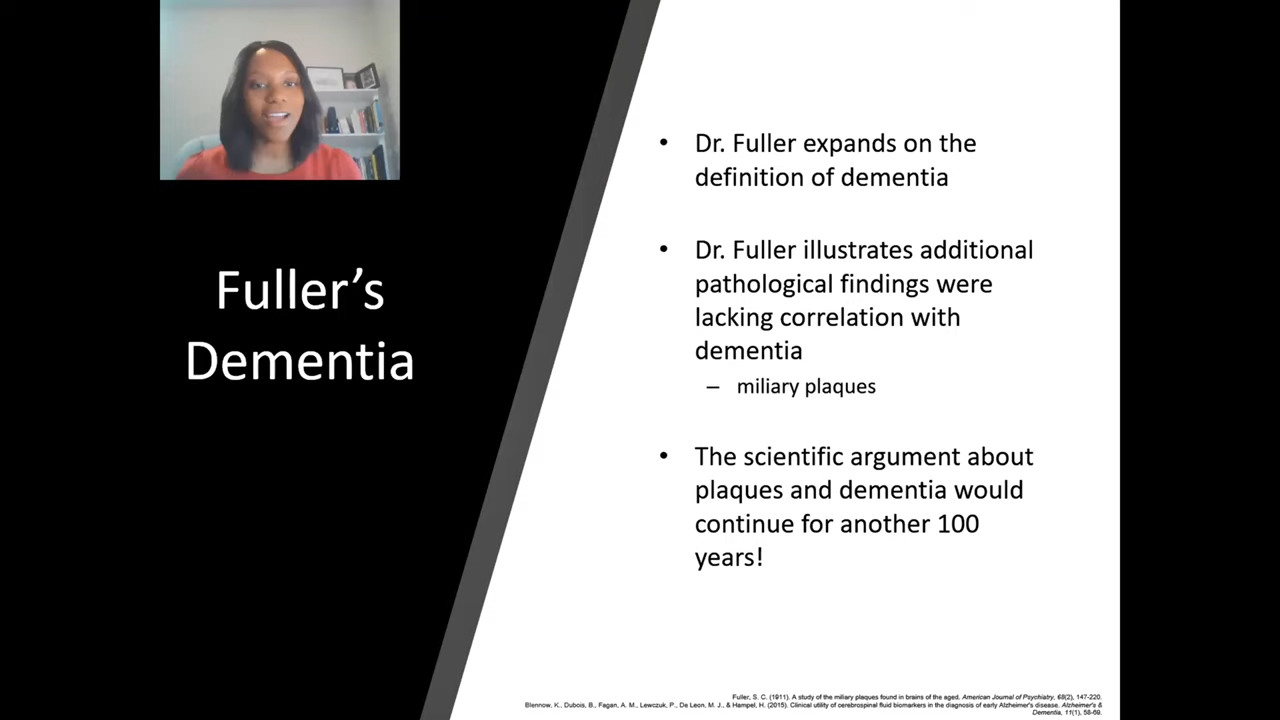 Fuller's
Dementia
• Dr. Fuller expands on the
definition of dementia
• Dr. Fuller illustrates additional
pathological findings were
lacking correlation with
dementia
– miliary plaques
• The scientific argument about
plaques and dementia would
continue for another 100
years!
Fuller, S. C. (1911). A study of the miliary plaques found in brains of the aged. American Journal of Psychiatry, 68(2), 147-220.
Blennow, K., Dubois, B., Fagan, A. M., Lewczuk, P., De Leon, M. J., & Hampel, H. (2015). Clinical utility of cerebrospinal fluid biomarkers in the diagnosis of early Alzheimer's disease. Alzheimer's &
Dementia, 11(1), 58-69.